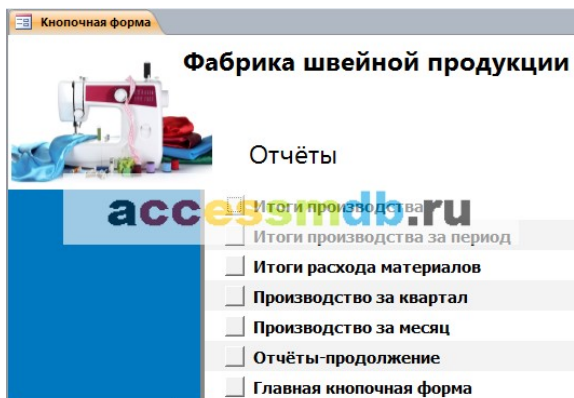 Кнопочная форма
Фабрика швейной продукции
Отчёты
Итоги производства
accessmdb.ru
Итоги производства за период
Итоги расхода материалов
Производство за квартал
Производство за месяц
Отчёты-продолжение
Главная кнопочная форма